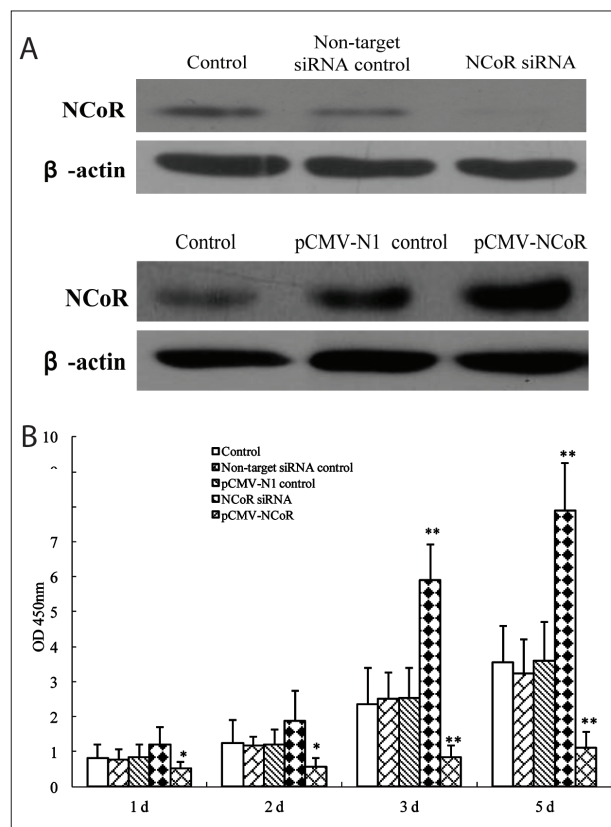 A
Control
Non-target
siRNA control
NCoR siRNA
NCoR
β -actin
Control
pCMV-N1 control
pCMV-NCoR
NCoR
β -actin
B
10
Control
Non-target siRNA control
pCMV-N1 control
NCoR siRNA
pCMV-NCoR
7
6
5
4
3
2
1
0
OD 450nm
*
*
**
**
**
**
1 d
2 d
3 d
5 d